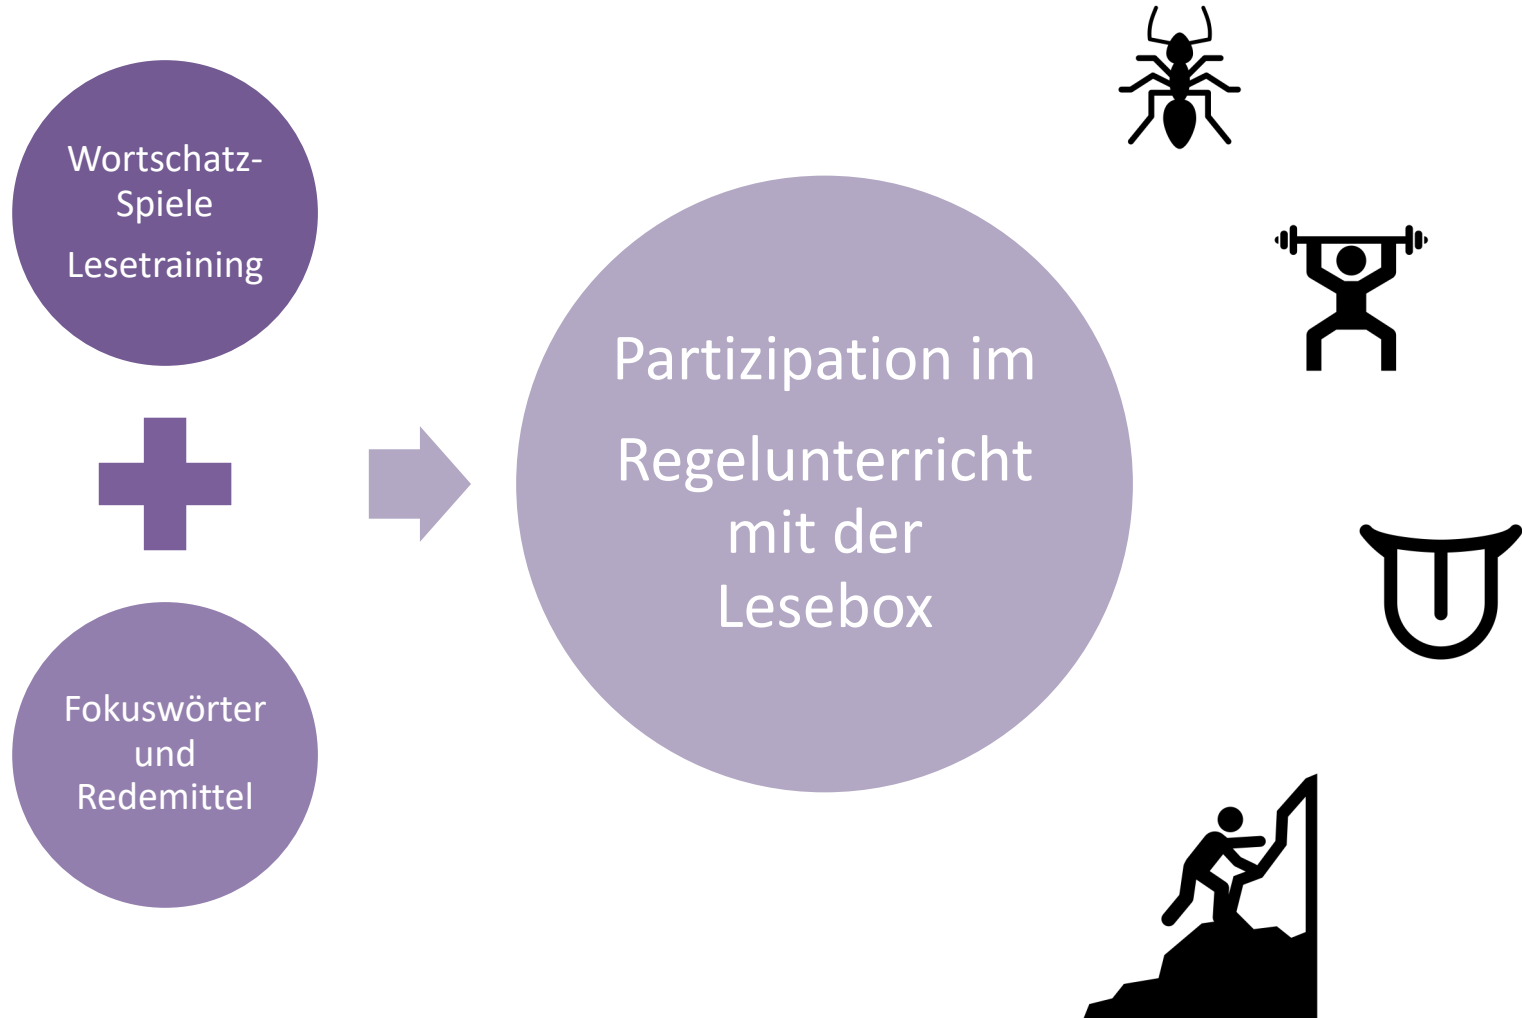 Wortschatz-
Spiele
Lesetraining
Fokuswörter
und
Redemittel
Partizipation im
Regelunterricht
mit der
Lesebox